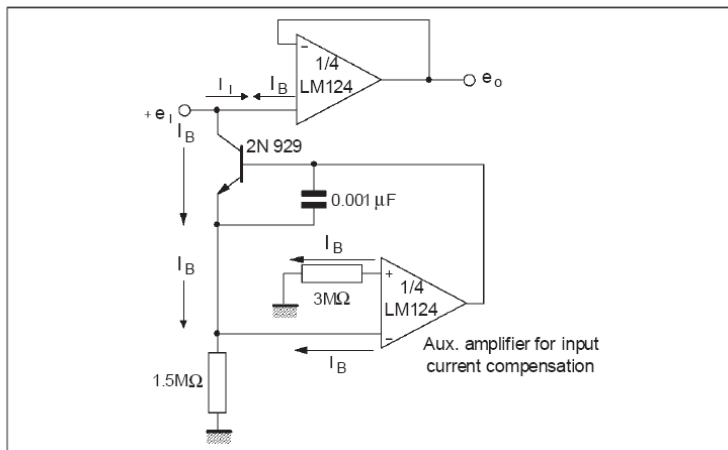 1/4
LM124
e o
I I
I B
+ e I
I B
2N 929
0.001 µF
I B
I B
+
3MΩ
1/4
LM124
−
−
Aux. amplifier for input
current compensation
I B
1.5MΩ